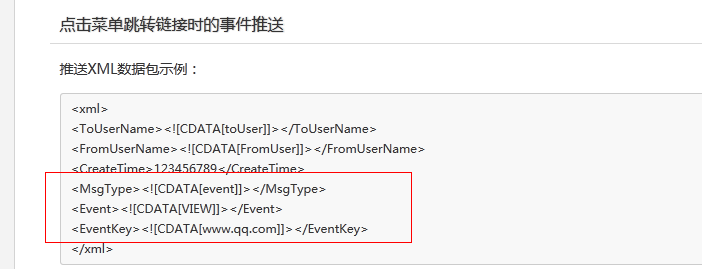 点击菜单跳转链接时的事件推送
推送XML数据包示例：
<xml>
<ToUserName><![CDATA[toUser]]></ToUserName>
<FromUserName><![CDATA[FromUser]]></FromUserName>
<CreateTime>123456789</CreateTime>
<MsgType><![CDATA[event]]></MsgType>
<Event><![CDATA[VIEW]]></Event>
<EventKey><![CDATA[www.qq.com]]></EventKey>
</xml>